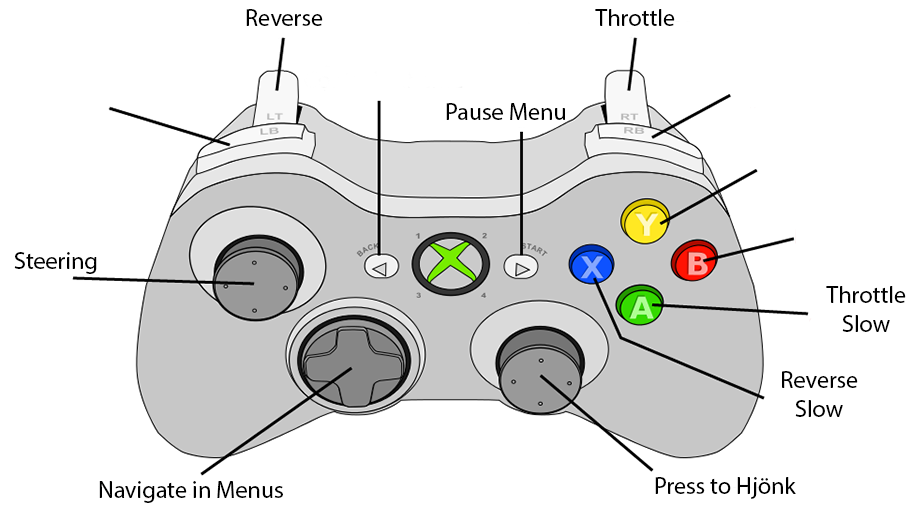 Reverse
Throttle
Pause Menu
LT
RT
LB
RB
Y
BACK
1
2
START
Steering
X
B
3
4
A
Throttle
Slow
Reverse
Slow
Navigate in Menus
Press to Hjönk